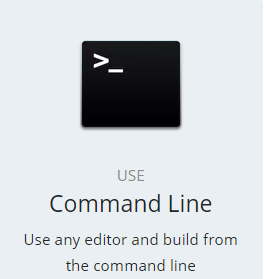 >_
USE
Command Line
Use any editor and build from
the command line